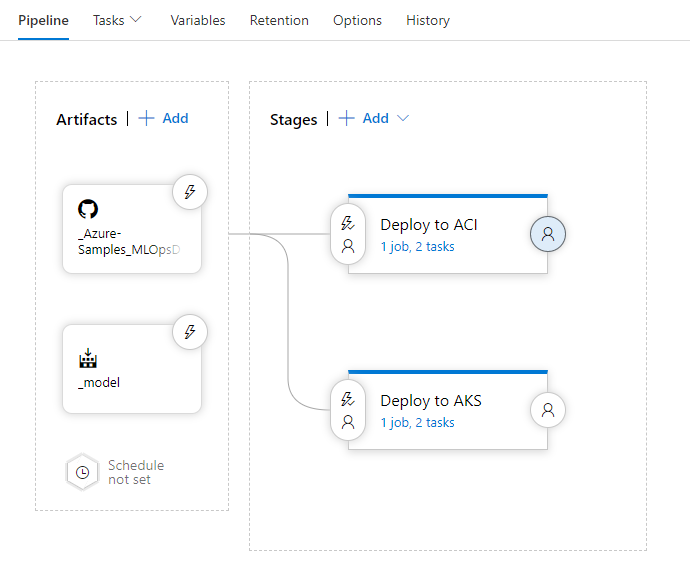 Pipeline Tasks Variables Retention Options History
Artifacts | + Add
Stages | + Add
_Azure-
Samples_MLOpsD
Deploy to ACI
1 job, 2 tasks
_model
Deploy to AKS
1 job, 2 tasks
Schedule
not set